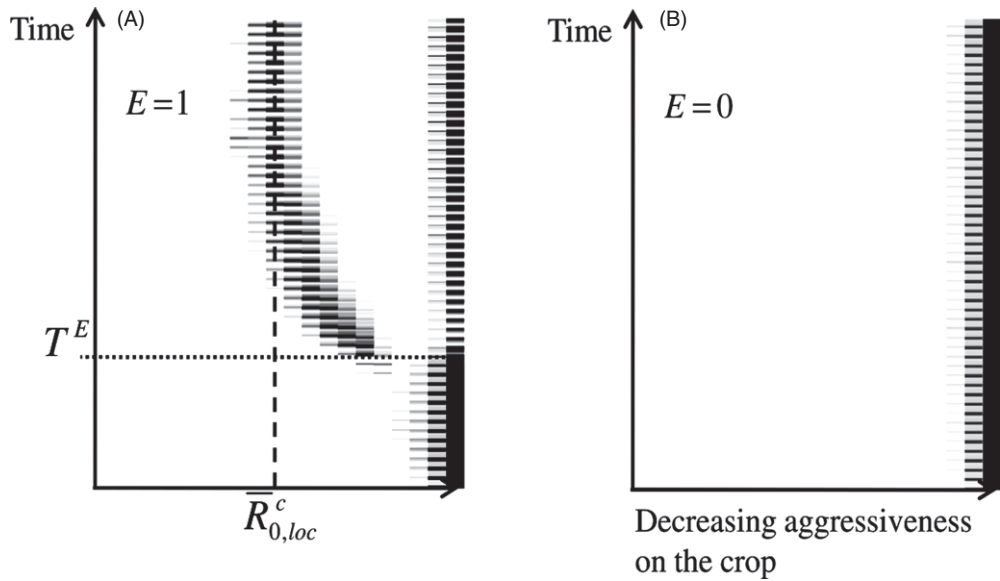 Time
(A)
E=1
T^E
R̅^c_{0,loc}
Time
(B)
E=0
Decreasing aggressiveness
on the crop